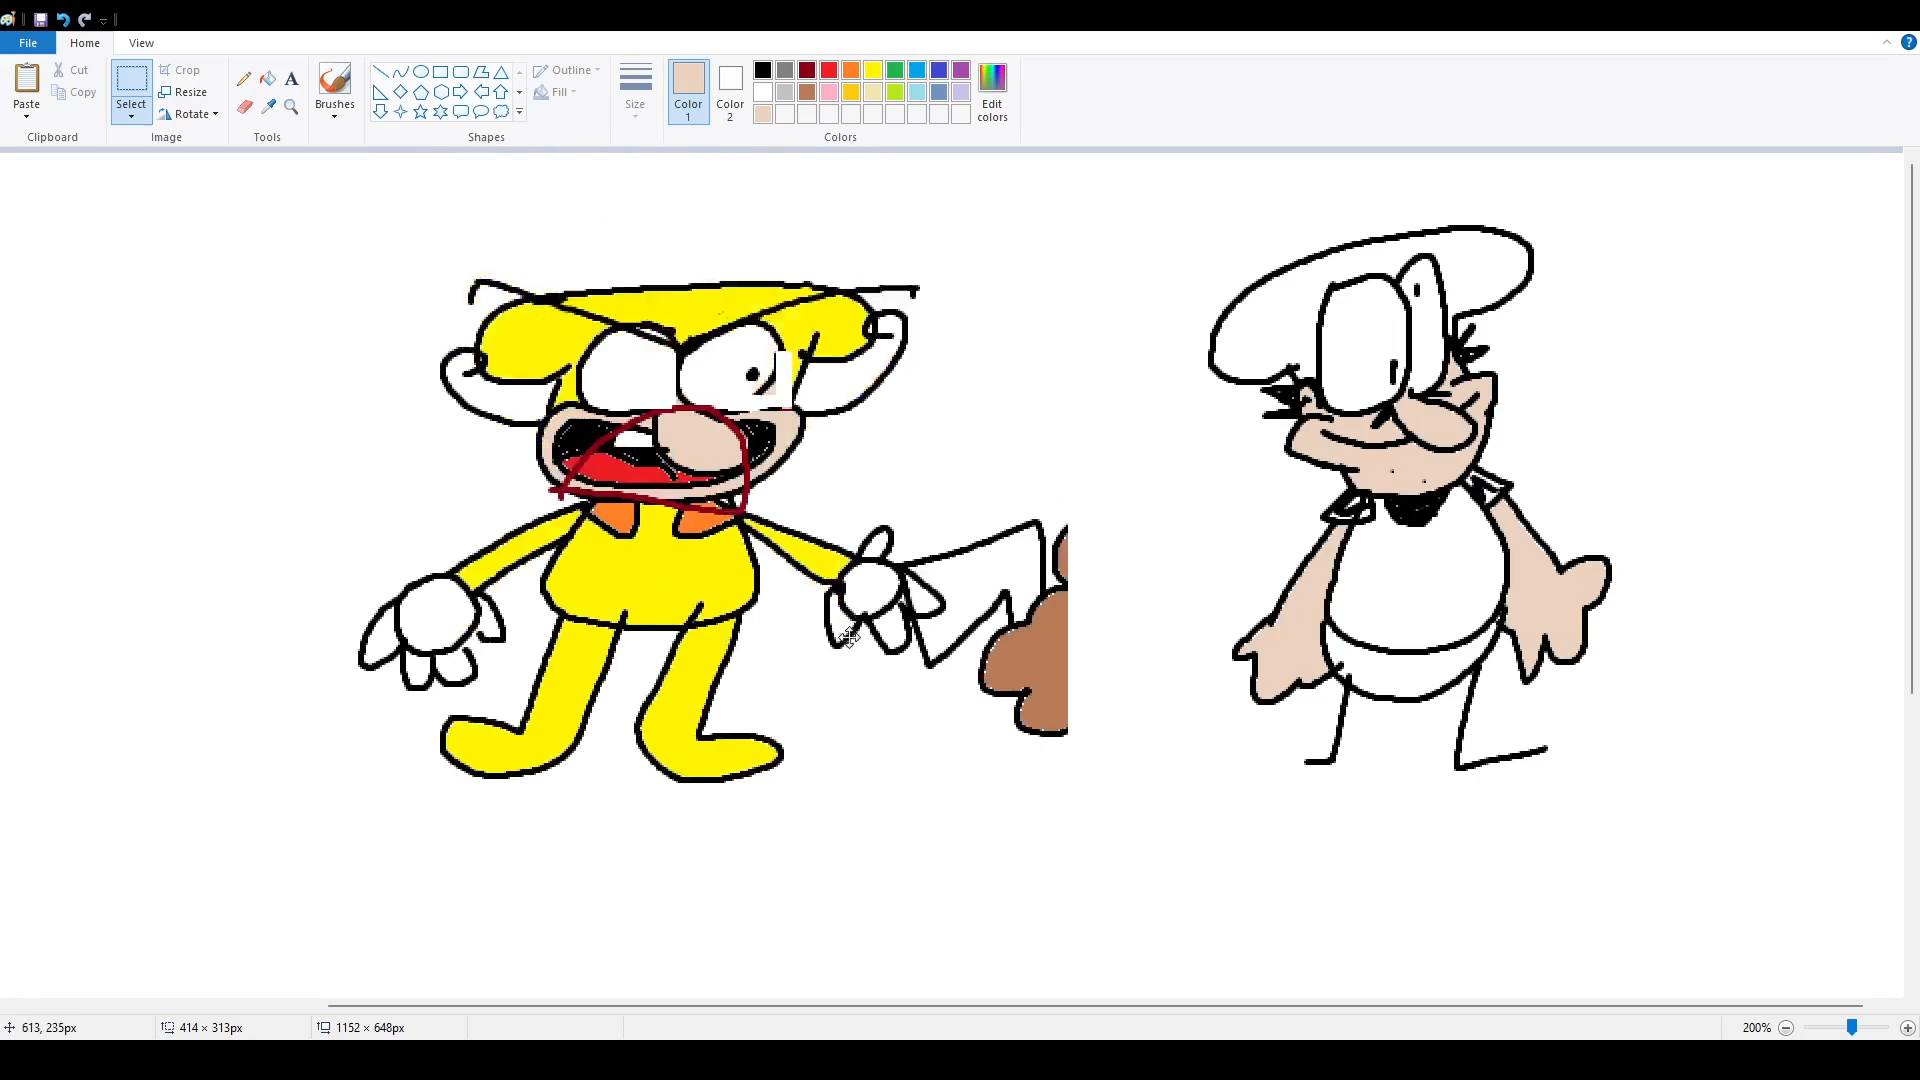 File Home View
Paste
Cut
Copy
Clipboard
Select
Crop
Resize
Rotate
Image
A
Tools
Brushes
Shapes
Outline
Fill
Size
Color 1
Color 2
Edit colors
Colors
?
613, 235px
414 × 313px
1152 × 648px
200%